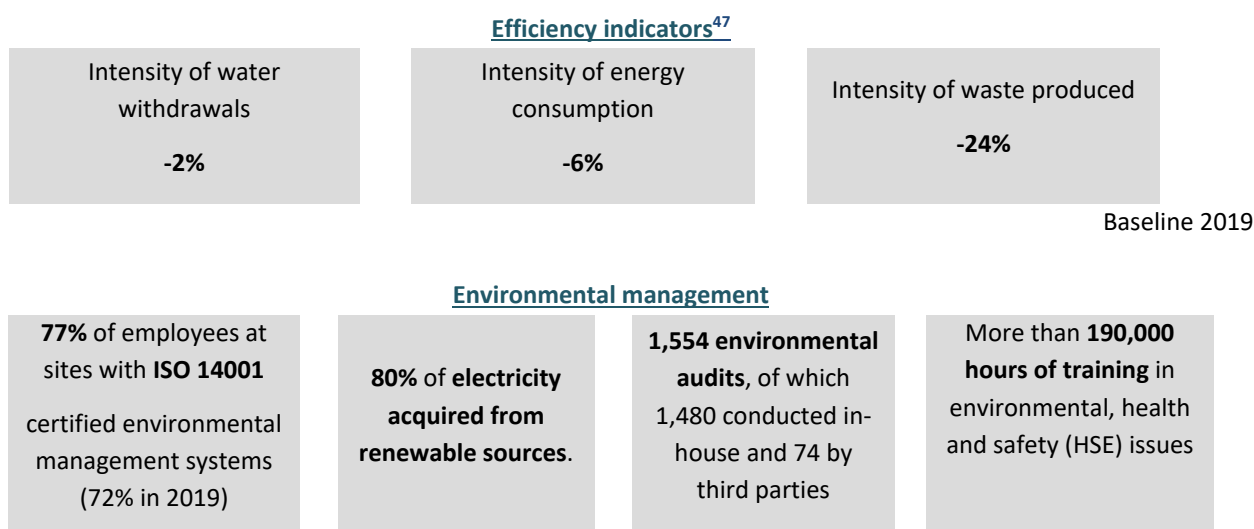 Efficiency indicators47
Intensity of water
withdrawals
-2%
Intensity of energy
consumption
-6%
Intensity of waste produced
-24%
Baseline 2019
Environmental management
77% of employees at
sites with ISO 14001
certified environmental
management systems
(72% in 2019)
80% of electricity
acquired from
renewable sources.
1,554 environmental
audits, of which
1,480 conducted in-
house and 74 by
third parties
More than 190,000
hours of training in
environmental, health
and safety (HSE) issues